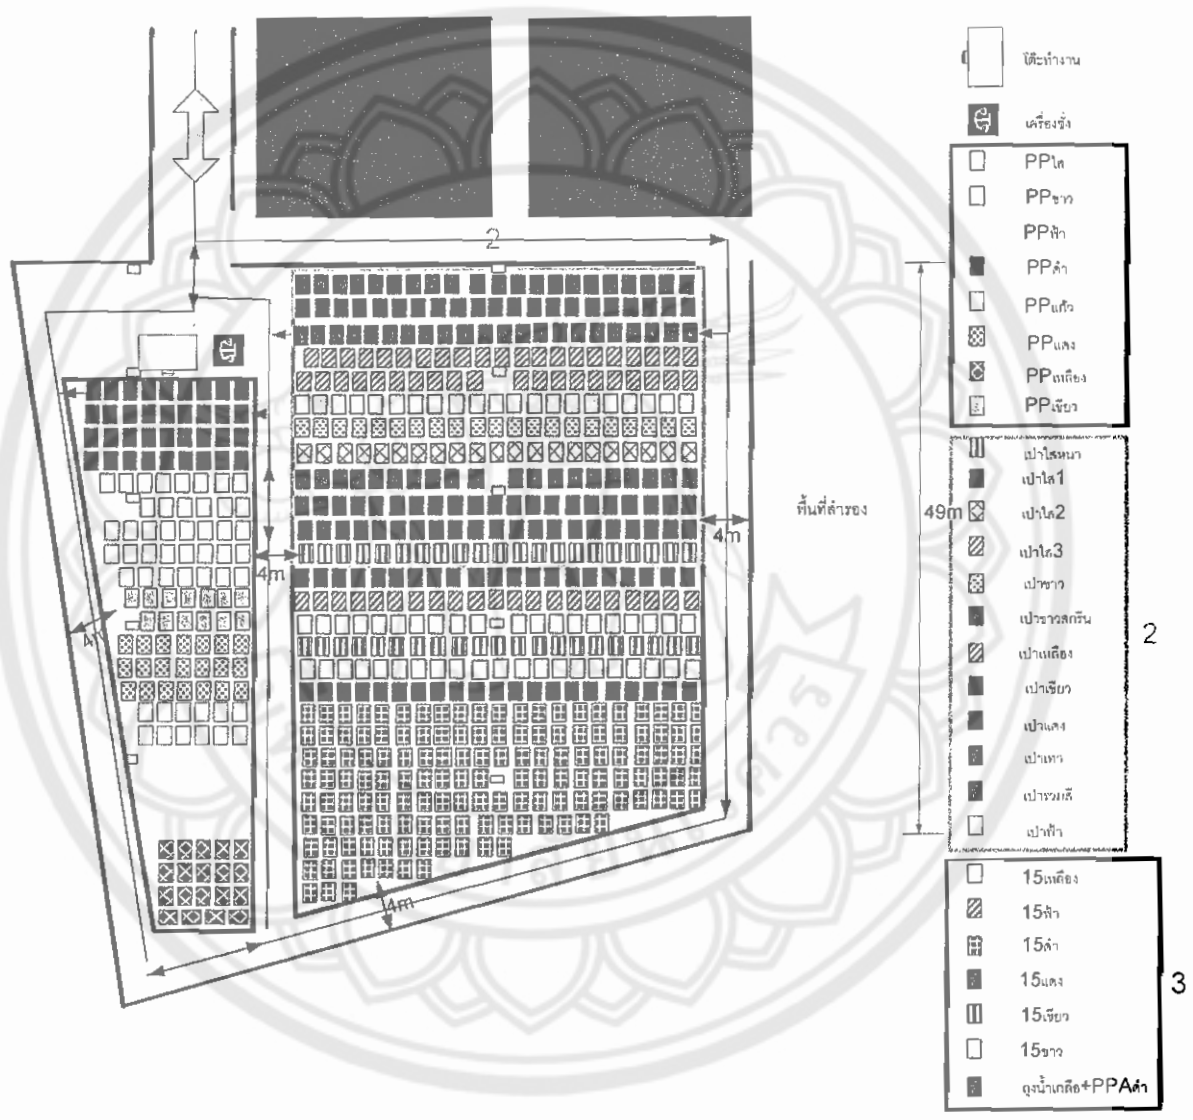 2
4m
4m
4m
4m
พื้นที่สำรอง
49m
โต๊ะทำงาน
เครื่องชั่ง
PPใส
PPขาว
PPฟ้า
PPดำ
PPแก้ว
PPแดง
PPเหลือง
PPเขียว
เป่าใสหนา
เป่าใส1
เป่าใส2
เป่าใส3
เป่าขาว
เป่าขาวสกรีน
เป่าเหลือง
เป่าเขียว
เป่าแดง
เป่าเทา
เป่ารวมสี
เป่าฟ้า
2
15เหลือง
15ฟ้า
15ดำ
15แดง
15เขียว
15ขาว
ถุงน้ำเกลือ+PPAดำ
3